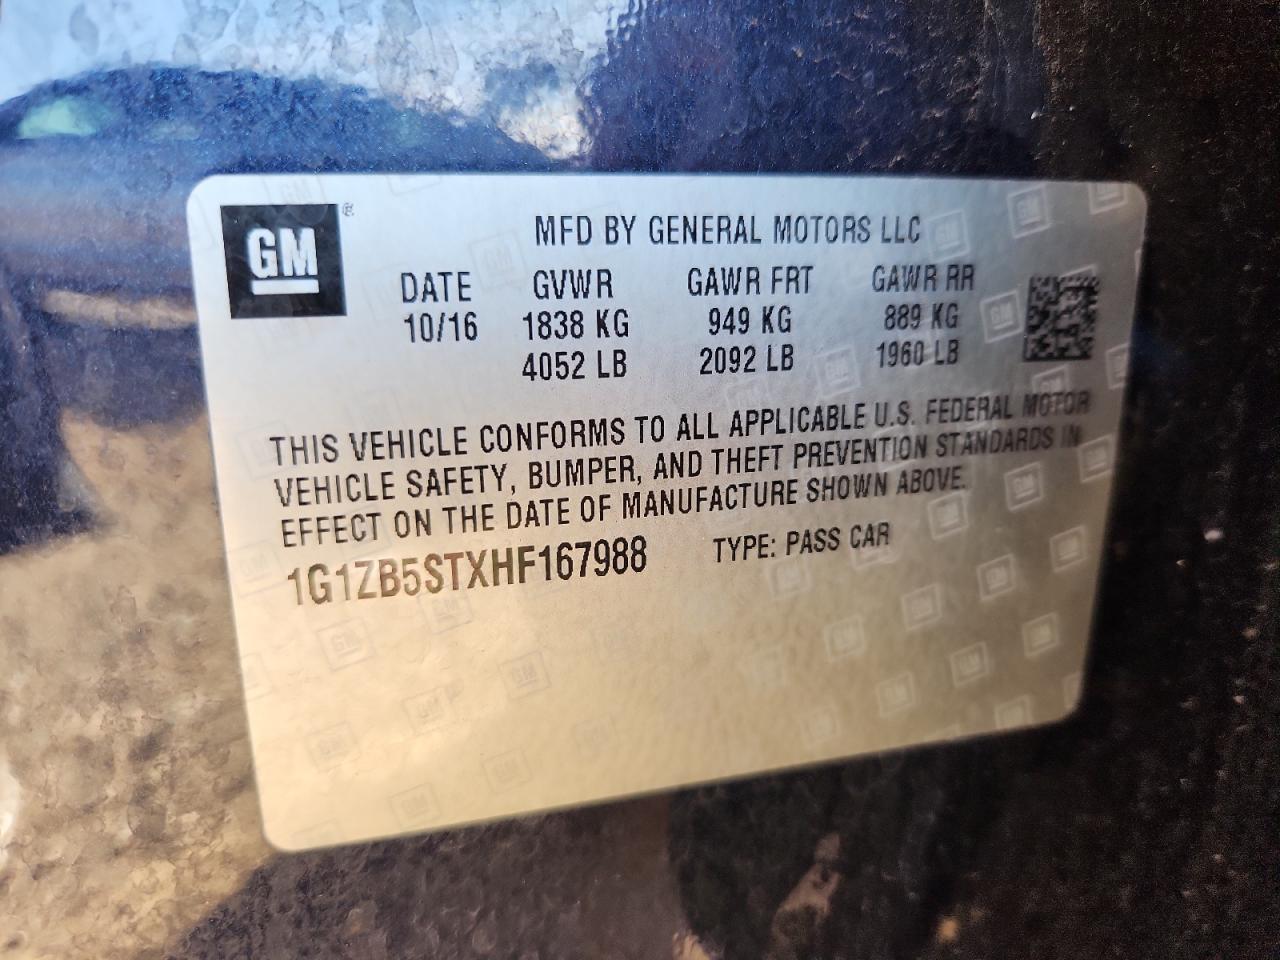 GM ®
MFD BY GENERAL MOTORS LLC
DATE GVWR GAWR FRT GAWR RR
10/16 1838 KG 949 KG 889 KG
4052 LB 2092 LB 1960 LB
THIS VEHICLE CONFORMS TO ALL APPLICABLE U.S. FEDERAL MOTOR
VEHICLE SAFETY, BUMPER, AND THEFT PREVENTION STANDARDS IN
EFFECT ON THE DATE OF MANUFACTURE SHOWN ABOVE.
1G1ZB5STXHF167988 TYPE: PASS CAR